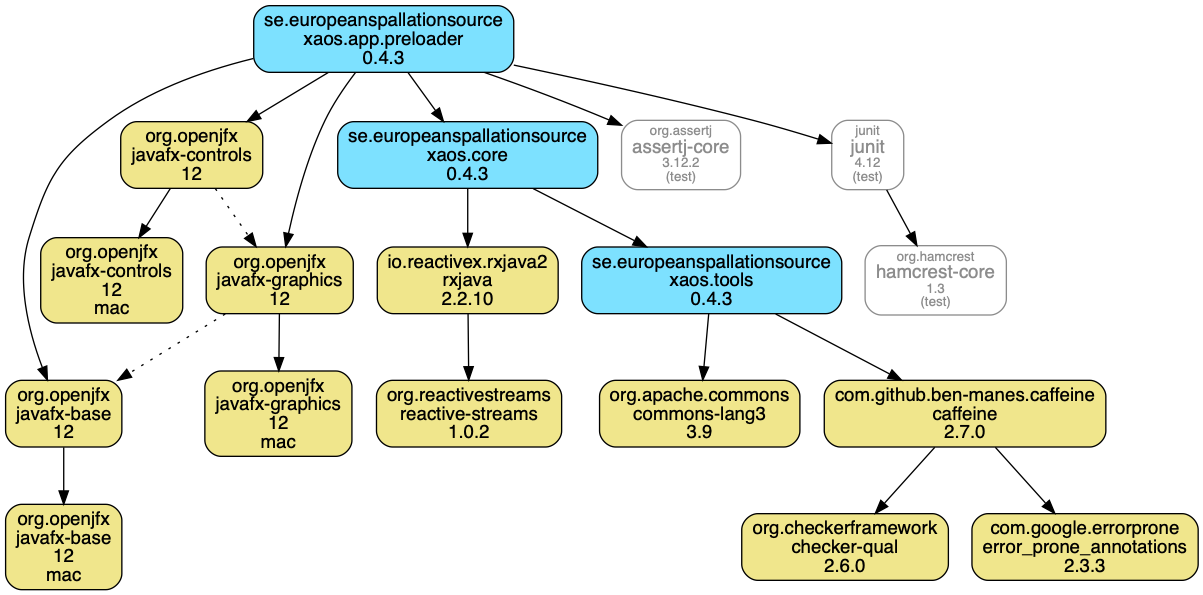 se.europeanspallationsource
xaos.app.preloader
0.4.3
org.openjfx
javafx-controls
12
se.europeanspallationsource
xaos.core
0.4.3
org.assertj
assertj-core
3.12.2
(test)
junit
junit
4.12
(test)
org.openjfx
javafx-controls
12
mac
org.openjfx
javafx-graphics
12
io.reactivex.rxjava2
rxjava
2.2.10
se.europeanspallationsource
xaos.tools
0.4.3
org.hamcrest
hamcrest-core
1.3
(test)
org.openjfx
javafx-base
12
org.openjfx
javafx-graphics
12
mac
org.reactivestreams
reactive-streams
1.0.2
org.apache.commons
commons-lang3
3.9
com.github.ben-manes.caffeine
caffeine
2.7.0
org.openjfx
javafx-base
12
mac
org.checkerframework
checker-qual
2.6.0
com.google.errorprone
error_prone_annotations
2.3.3